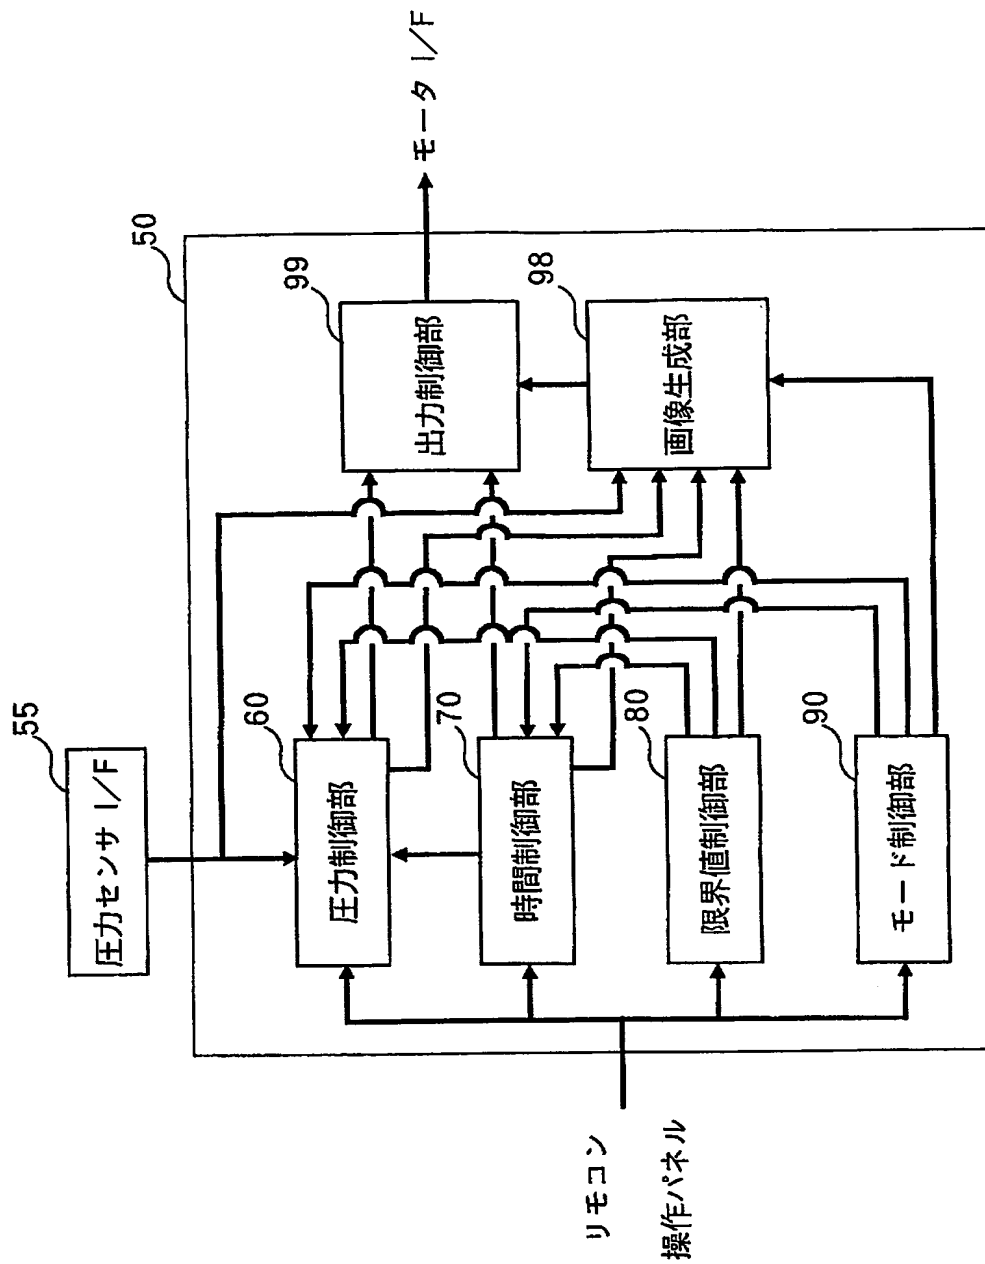 55
圧力センサ I/F
50
60
圧力制御部
70
時間制御部
80
限界値制御部
90
モード制御部
99
出力制御部
98
画像生成部
モータ I/F
リモコン
操作パネル